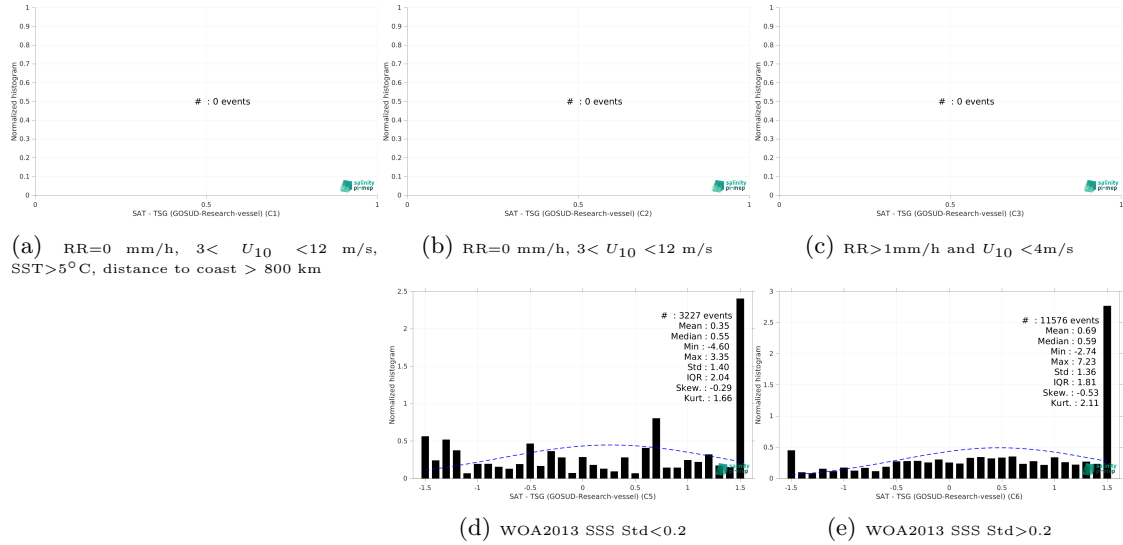 1
0.9
0.8
0.7
0.6
0.5
0.4
0.3
0.2
0.1
0
Normalized histogram
# : 0 events
salinity
pi-mep
0 0.5 1
SAT - TSG (GOSUD-Research-vessel) (C1)
1
0.9
0.8
0.7
0.6
0.5
0.4
0.3
0.2
0.1
0
Normalized histogram
# : 0 events
salinity
pi-mep
0 0.5 1
SAT - TSG (GOSUD-Research-vessel) (C2)
1
0.9
0.8
0.7
0.6
0.5
0.4
0.3
0.2
0.1
0
Normalized histogram
# : 0 events
salinity
pi-mep
0 0.5 1
SAT - TSG (GOSUD-Research-vessel) (C3)
(a) RR=0 mm/h, 3< U10 <12 m/s,
SST>5°C, distance to coast > 800 km
(b) RR=0 mm/h, 3< U10 <12 m/s
(c) RR>1mm/h and U10 <4m/s
2.5
2
1.5
1
0.5
0
Normalized histogram
# : 3227 events
Mean : 0.35
Median : 0.55
Min : -4.60
Max : 3.35
Std : 1.40
IQR : 2.04
Skew. : -0.29
Kurt. : 1.66
salinity
pi-mep
-1.5 -1 -0.5 0 0.5 1 1.5
SAT - TSG (GOSUD-Research-vessel) (C5)
3
2.5
2
1.5
1
0.5
0
Normalized histogram
# : 11576 events
Mean : 0.69
Median : 0.59
Min : -2.74
Max : 7.23
Std : 1.36
IQR : 1.81
Skew. : -0.53
Kurt. : 2.11
salinity
pi-mep
-1.5 -1 -0.5 0 0.5 1 1.5
SAT - TSG (GOSUD-Research-vessel) (C6)
(d) WOA2013 SSS Std<0.2
(e) WOA2013 SSS Std>0.2